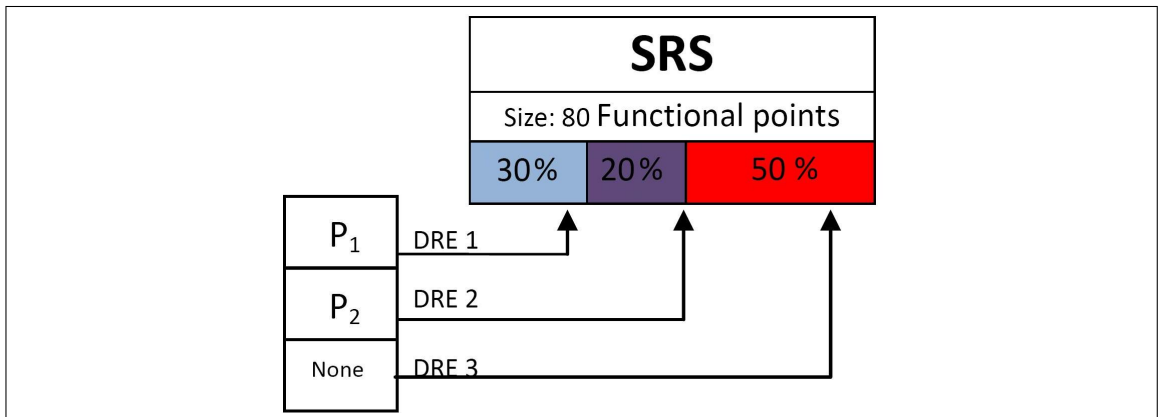 SRS
Size: 80 Functional points
30% 20% 50 %
P1 DRE 1
P2 DRE 2
None DRE 3